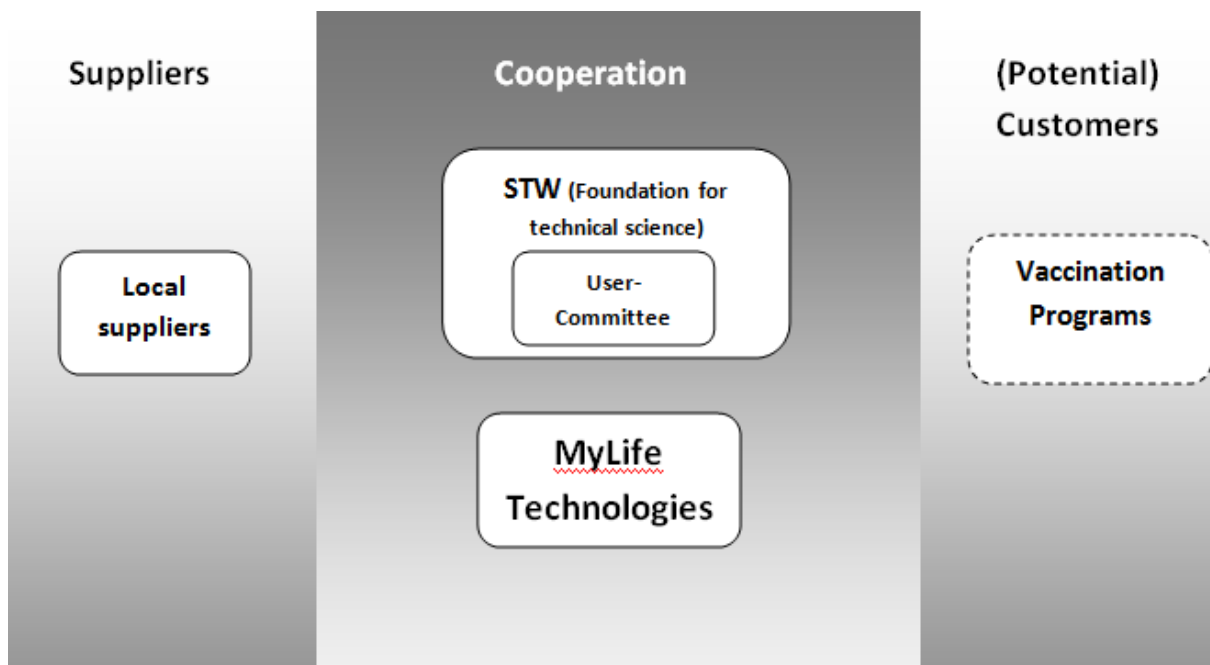 Suppliers
Cooperation
(Potential)
Customers
STW (Foundation for
technical science)
User-
Committee
Local
suppliers
Vaccination
Programs
MyLife
Technologies